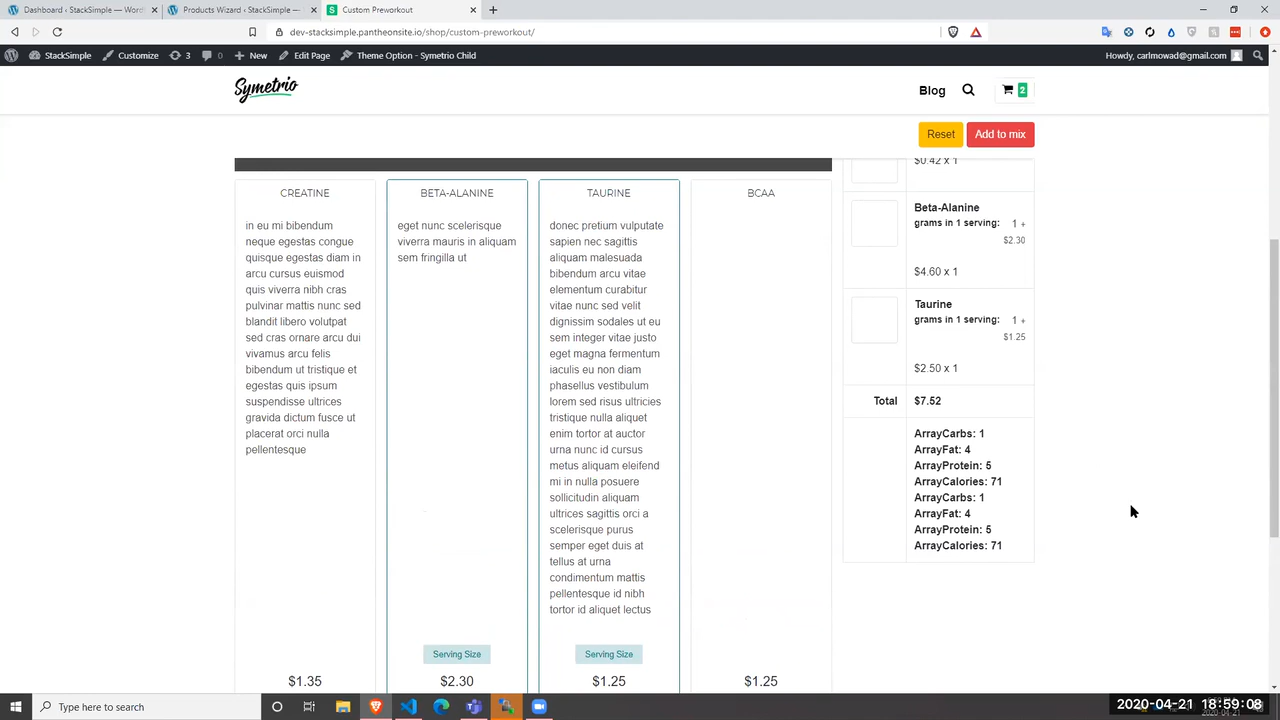 Dashboard ‹ StackSimple — Word
Products Wizard ‹ StackSimple —
Custom Preworkout
dev-stacksimple.pantheonsite.io/shop/custom-preworkout/
StackSimple
Customize
3
New
Edit Page
Theme Option - Symetrio Child
Howdy, carlmowad@gmail.com
Symetrio
Blog
2
Reset
Add to mix
CREATINE
in eu mi bibendum
neque egestas congue
quisque egestas diam in
arcu cursus euismod
quis viverra nibh cras
pulvinar mattis nunc sed
blandit libero volutpat
sed cras ornare arcu dui
vivamus arcu felis
bibendum ut tristique et
egestas quis ipsum
suspendisse ultrices
gravida dictum fusce ut
placerat orci nulla
pellentesque
$1.35
BETA-ALANINE
eget nunc scelerisque
viverra mauris in aliquam
sem fringilla ut
Serving Size
$2.30
TAURINE
donec pretium vulputate
sapien nec sagittis
aliquam malesuada
bibendum arcu vitae
elementum curabitur
vitae nunc sed velit
dignissim sodales ut eu
sem integer vitae justo
eget magna fermentum
iaculis eu non diam
phasellus vestibulum
lorem sed risus ultricies
tristique nulla aliquet
enim tortor at auctor
urna nunc id cursus
metus aliquam eleifend
mi in nulla posuere
sollicitudin aliquam
ultrices sagittis orci a
scelerisque purus
semper eget duis at
tellus at urna
condimentum mattis
pellentesque id nibh
tortor id aliquet lectus
Serving Size
$1.25
BCAA
$1.25
$0.42 x 1
Beta-Alanine
grams in 1 serving: 1 +
$2.30
$4.60 x 1
Taurine
grams in 1 serving: 1 +
$1.25
$2.50 x 1
Total $7.52
ArrayCarbs: 1
ArrayFat: 4
ArrayProtein: 5
ArrayCalories: 71
ArrayCarbs: 1
ArrayFat: 4
ArrayProtein: 5
ArrayCalories: 71
Type here to search
2020-04-21 18:59:08